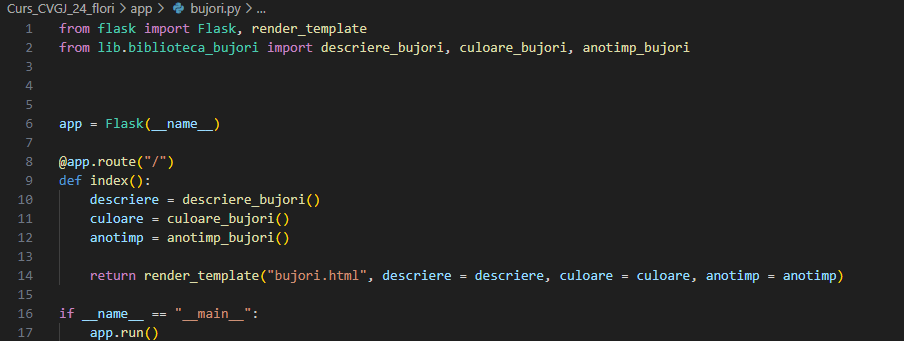 Curs_CVGJ_24_flori > app > bujori.py > ...
1 from flask import Flask, render_template
2 from lib.biblioteca_bujori import descriere_bujori, culoare_bujori, anotimp_bujori
3
4
5
6 app = Flask(__name__)
7
8 @app.route("/")
9 def index():
10     descriere = descriere_bujori()
11     culoare = culoare_bujori()
12     anotimp = anotimp_bujori()
13
14     return render_template("bujori.html", descriere = descriere, culoare = culoare, anotimp = anotimp)
15
16 if __name__ == "__main__":
17     app.run()